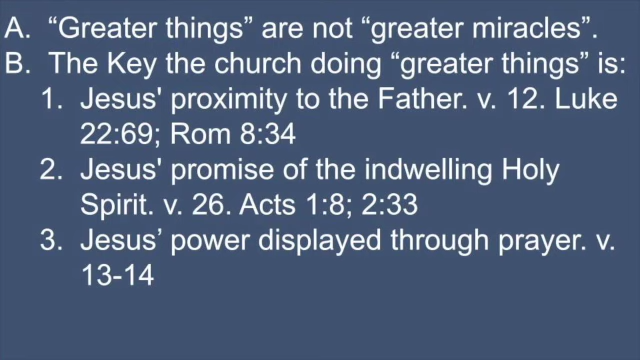 A. “Greater things” are not “greater miracles”.
B. The Key the church doing “greater things” is:
1. Jesus' proximity to the Father. v. 12. Luke
22:69; Rom 8:34
2. Jesus' promise of the indwelling Holy
Spirit. v. 26. Acts 1:8; 2:33
3. Jesus’ power displayed through prayer. v.
13-14